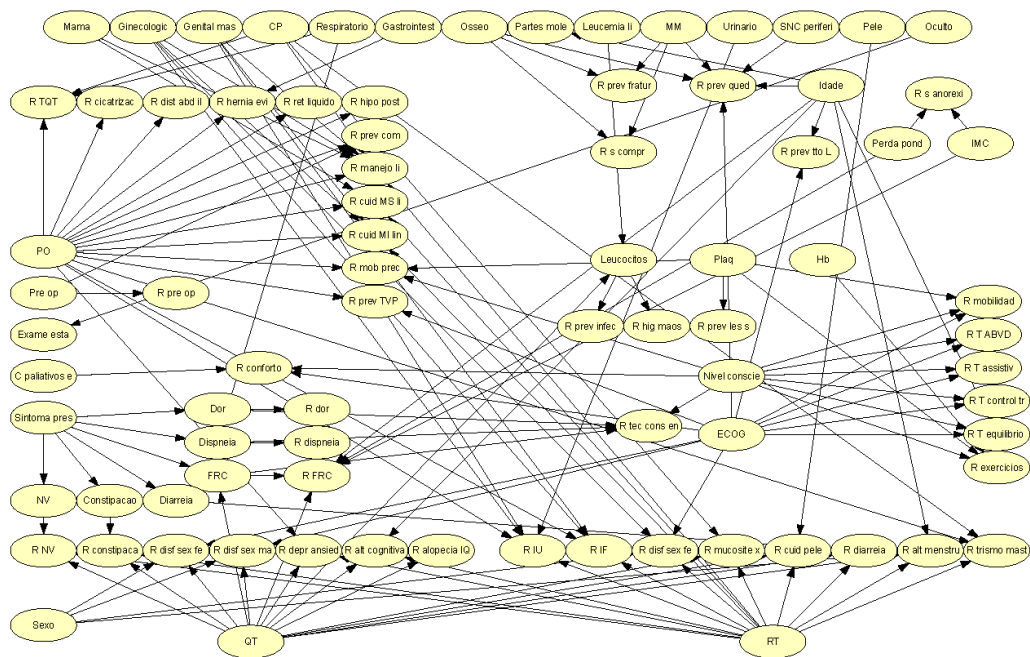 Mama
Ginecologic
Genital mas
CP
Respiratorio
Gastrointest
Osseo
Partes mole
Leucemia li
MM
Urinario
SNC periferi
Pele
Oculto
R TQT
R cicatrizac
R dist abd il
R hernia evi
R ret liquido
R hipo post
R prev fratur
R prev qued
Idade
R s anorexi
R prev com
R manejo li
R s compr
R prev tto L
Perda pond
IMC
R cuid MS li
R cuid MI lin
PO
R mob prec
Leucocitos
Plaq
Hb
Pre op
R pre op
R prev TVP
R mobilidad
Exame esta
R prev infec
R hig maos
R prev les s
R T ABVD
C paliativos e
R conforto
Nivel conscie
R T assistiv
Sintoma pres
Dor
R dor
R tec cons en
ECOG
R T control tr
Dispneia
R dispneia
R T equilibrio
FRC
R FRC
R exercicios
NV
Constipacao
Diarreia
R NV
R constipaca
R disf sex fe
R disf sex ma
R depr ansied
R alt cognitiva
R alopecia IQ
R IU
R IF
R disf sex fe
R mucosite x
R cuid pele
R diarreia
R alt menstru
R trismo mast
Sexo
QT
RT